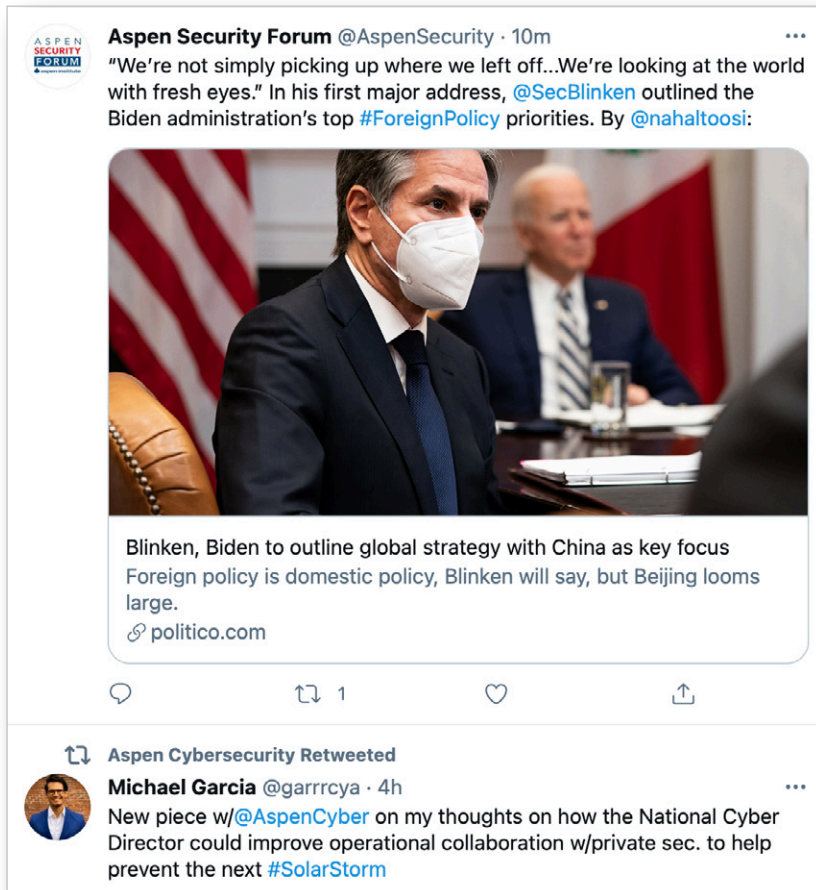 ASPEN
SECURITY
FORUM
aspen institute
Aspen Security Forum @AspenSecurity · 10m
“We’re not simply picking up where we left off...We’re looking at the world
with fresh eyes.” In his first major address, @SecBlinken outlined the
Biden administration’s top #ForeignPolicy priorities. By @nahaltoosi:
Blinken, Biden to outline global strategy with China as key focus
Foreign policy is domestic policy, Blinken will say, but Beijing looms
large.
politico.com
1
Aspen Cybersecurity Retweeted
Michael Garcia @garrrcya · 4h
New piece w/@AspenCyber on my thoughts on how the National Cyber
Director could improve operational collaboration w/private sec. to help
prevent the next #SolarStorm